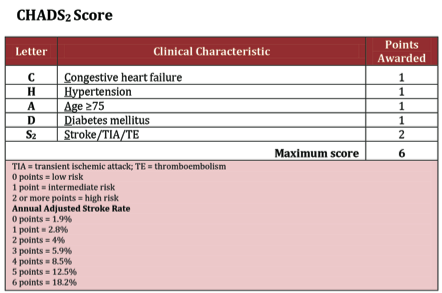 CHADS₂ Score
Letter Clinical Characteristic Points Awarded
C Congestive heart failure 1
H Hypertension 1
A Age ≥75 1
D Diabetes mellitus 1
S₂ Stroke/TIA/TE 2
Maximum score 6
TIA = transient ischemic attack; TE = thromboembolism
0 points = low risk
1 point = intermediate risk
2 or more points = high risk
Annual Adjusted Stroke Rate
0 points = 1.9%
1 point = 2.8%
2 points = 4%
3 points = 5.9%
4 points = 8.5%
5 points = 12.5%
6 points = 18.2%